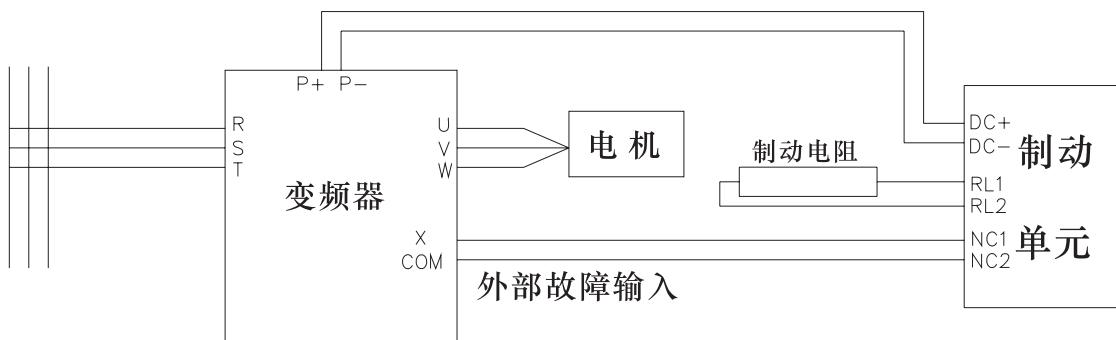 P+ P-
R
S
T
U
V
W
变频器
X
COM
电机
制动电阻
外部故障输入
DC+
DC-
RL1
RL2
NC1
NC2
制动
单元